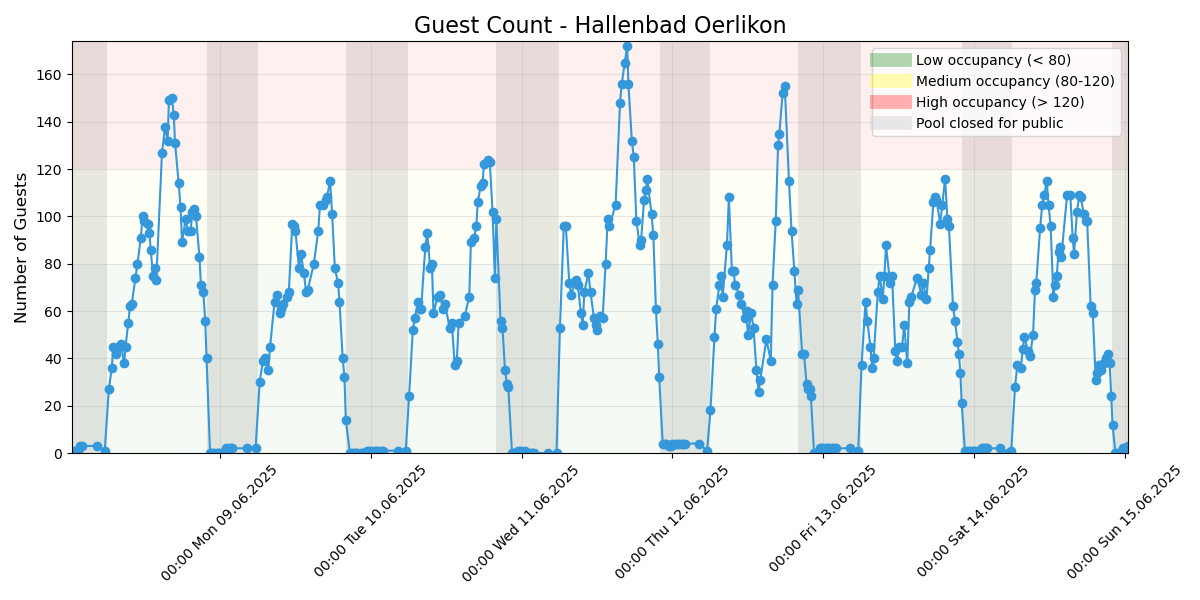 Guest Count - Hallenbad Oerlikon
Number of Guests
160
140
120
100
80
60
40
20
0
Low occupancy (< 80)
Medium occupancy (80-120)
High occupancy (> 120)
Pool closed for public
00:00 Mon 09.06.2025
00:00 Tue 10.06.2025
00:00 Wed 11.06.2025
00:00 Thu 12.06.2025
00:00 Fri 13.06.2025
00:00 Sat 14.06.2025
00:00 Sun 15.06.2025